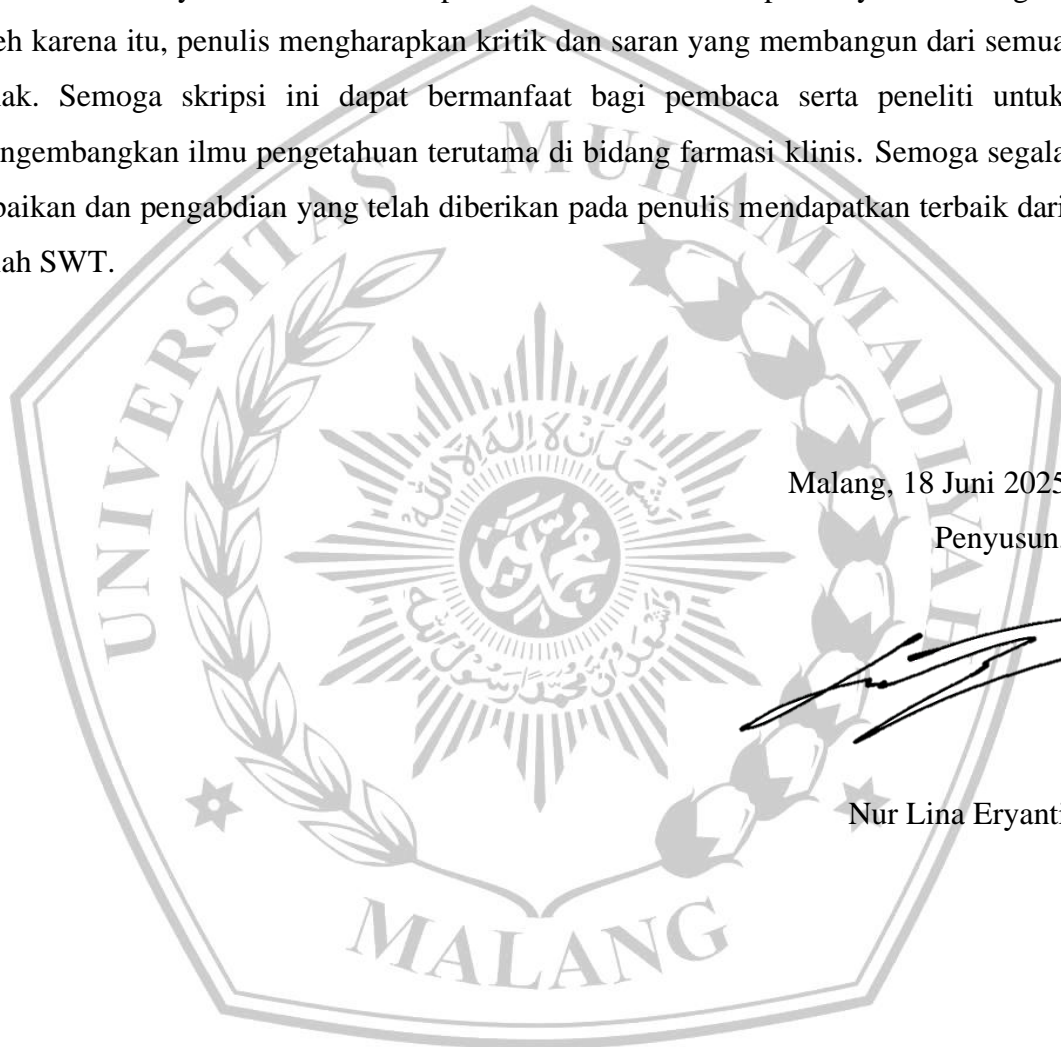 eh karena itu, penulis mengharapkan kritik dan saran yang membangun dari semua
ak. Semoga skripsi ini dapat bermanfaat bagi pembaca serta peneliti untuk
ngembangkan ilmu pengetahuan terutama di bidang farmasi klinis. Semoga segala
baikan dan pengabdian yang telah diberikan pada penulis mendapatkan terbaik dari
lah SWT.
UNIVERSITAS MUHAMMADIYAH
MALANG
Malang, 18 Juni 2025
Penyusun
Nur Lina Eryanti